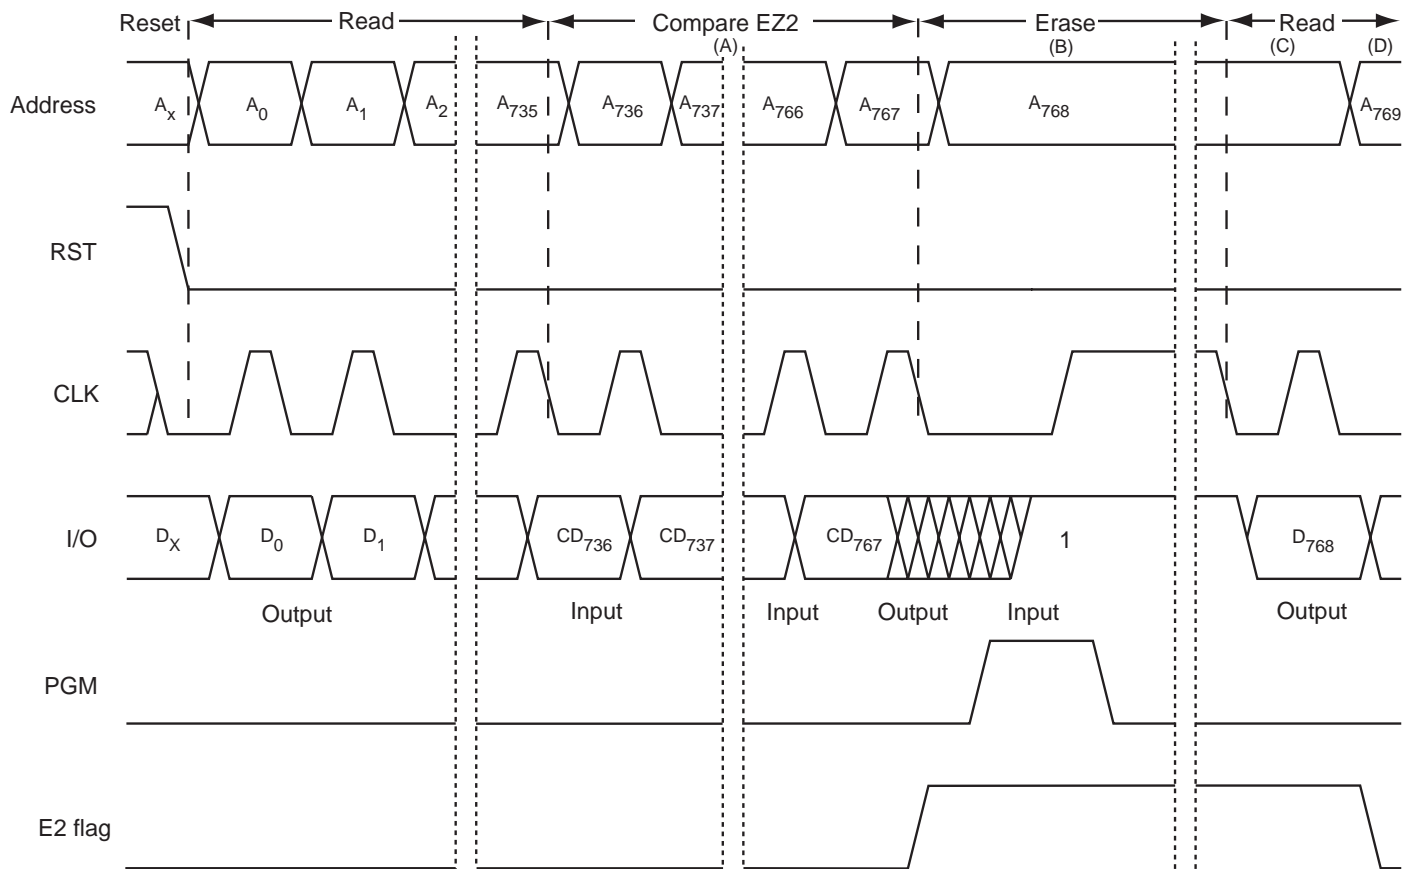 Reset Read Compare EZ2 Erase Read
(A) (B) (C) (D)
Address Ax A0 A1 A2 A735 A736 A737 A766 A767 A768 A769
RST
CLK
I/O DX D0 D1 CD736 CD737 CD767 1 D768
Output Input Input Output Input Output
PGM
E2 flag